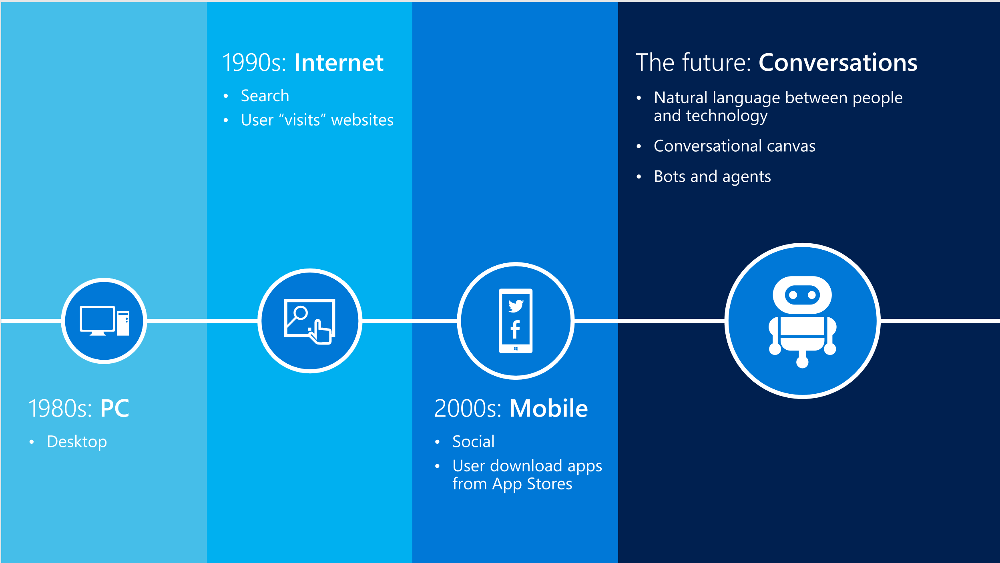 1980s: PC
• Desktop
1990s: Internet
• Search
• User “visits” websites
2000s: Mobile
• Social
• User download apps
from App Stores
The future: Conversations
• Natural language between people
and technology
• Conversational canvas
• Bots and agents